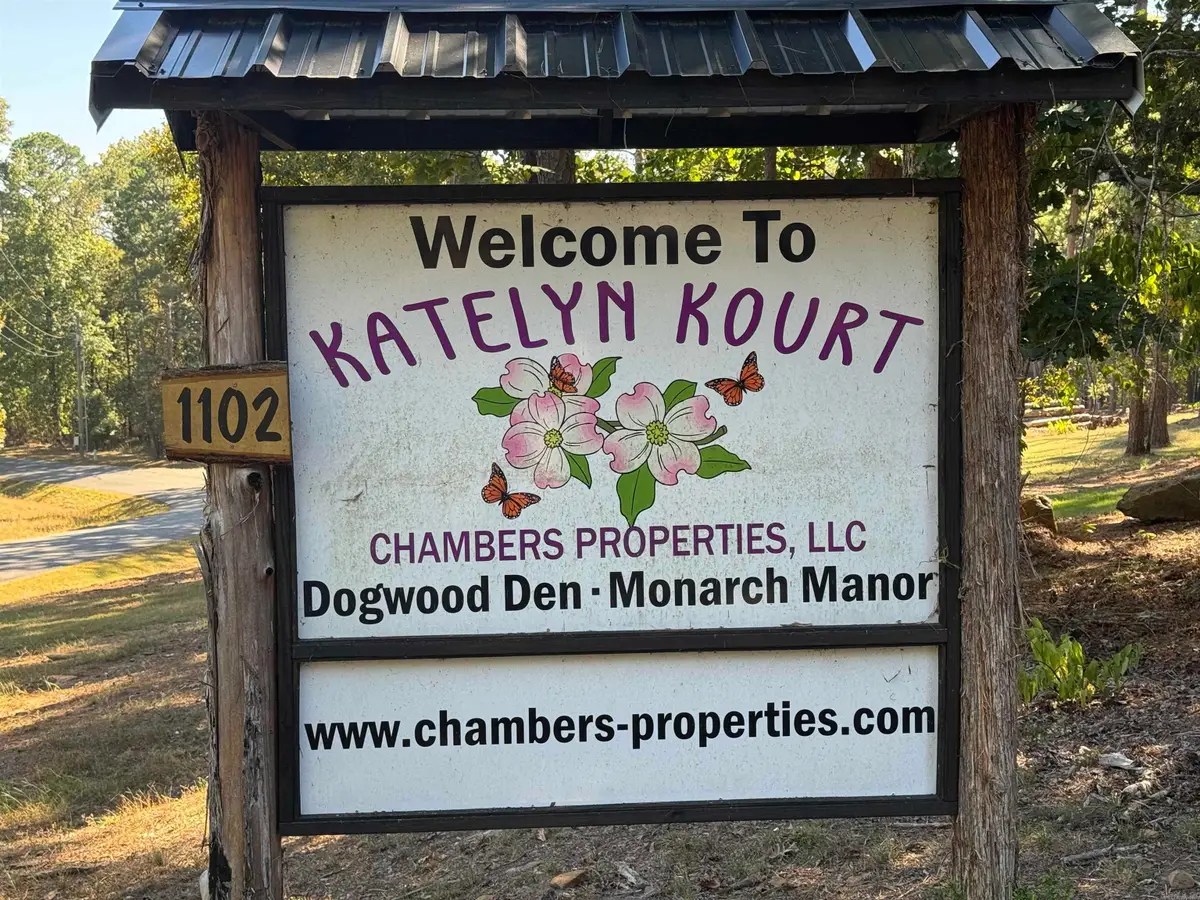 Welcome To
KATELYN KOURT
1102
CHAMBERS PROPERTIES, LLC
Dogwood Den · Monarch Manor
www.chambers-properties.com